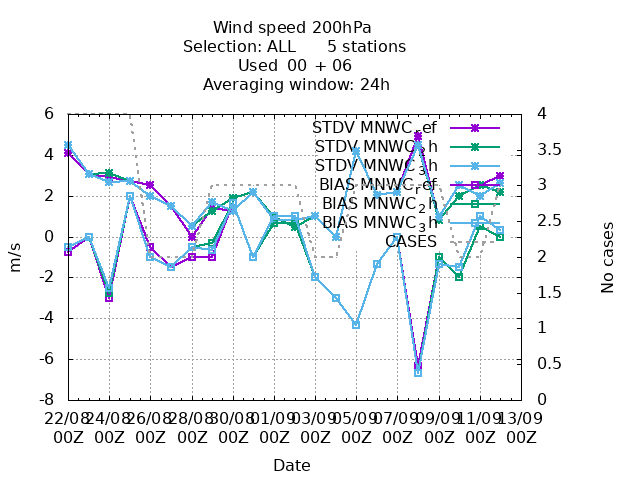 Wind speed 200hPa
Selection: ALL 5 stations
Used 00 + 06
Averaging window: 24h
STDV MNWC_ref
STDV MNWC_2h
STDV MNWC_3h
BIAS MNWC_ref
BIAS MNWC_2h
BIAS MNWC_3h
CASES
6
4
2
0
-2
-4
-6
-8
4
3.5
3
2.5
2
1.5
1
0.5
0
m/s
No cases
22/08 24/08 26/08 28/08 30/08 01/09 03/09 05/09 07/09 09/09 11/09 13/09
00Z 00Z 00Z 00Z 00Z 00Z 00Z 00Z 00Z 00Z 00Z 00Z
Date